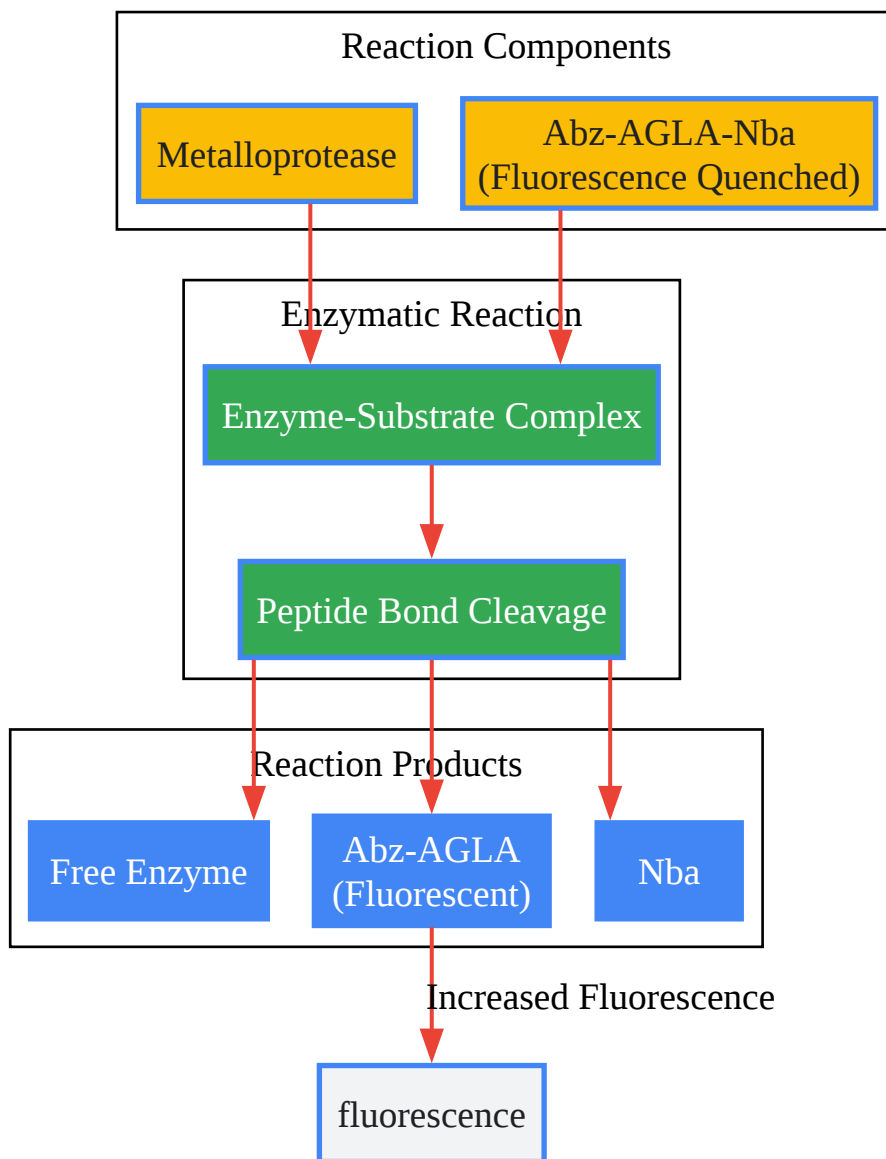 Reaction Components
Metalloprotease
Abz-AGLA-Nba
(Fluorescence Quenched)
Enzymatic Reaction
Enzyme-Substrate Complex
Peptide Bond Cleavage
Reaction Products
Free Enzyme
Abz-AGLA
(Fluorescent)
Nba
Increased Fluorescence
fluorescence